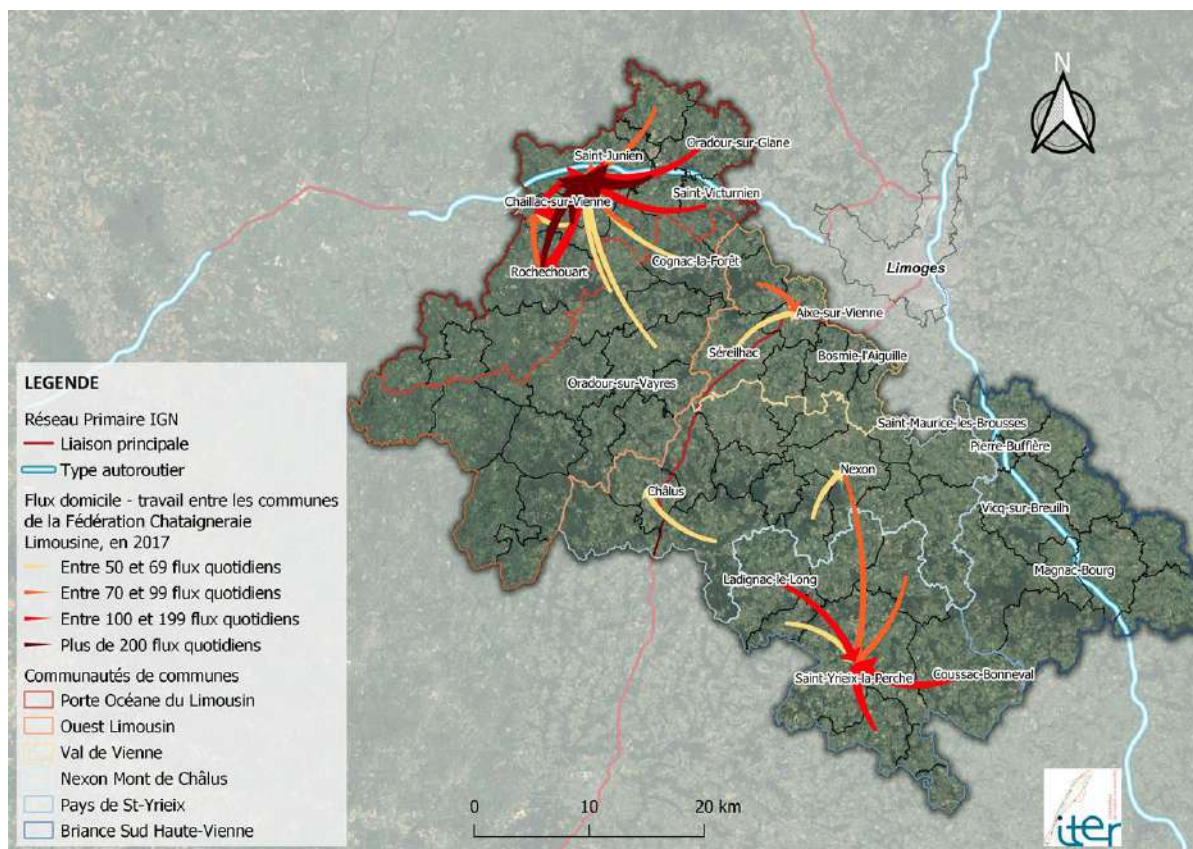 N
Oradour-sur-Glane
Saint-Junien
Saint-Victurnien
Chaillac-sur-Vienne
Cognac-la-Forêt
Rochechouart
Limoges
Aixe-sur-Vienne
Séreilhac
Bosmie-l'Aiguille
Oradour-sur-Vayres
Saint-Maurice-les-Brousses
Pierre-Buffière
Nexon
Châlus
Vicq-sur-Breuilh
Magnac-Bourg
Ladignac-le-Long
Saint-Yrieix-la-Perche
Coussac-Bonneval
LEGENDE
Réseau Primaire IGN
Liaison principale
Type autoroutier
Flux domicile - travail entre les communes
de la Fédération Chataigneraie
Limousine, en 2017
Entre 50 et 69 flux quotidiens
Entre 70 et 99 flux quotidiens
Entre 100 et 199 flux quotidiens
Plus de 200 flux quotidiens
Communautés de communes
Porte Océane du Limousin
Ouest Limousin
Val de Vienne
Nexon Mont de Châlus
Pays de St-Yrieix
Briance Sud Haute-Vienne
0 10 20 km
iter